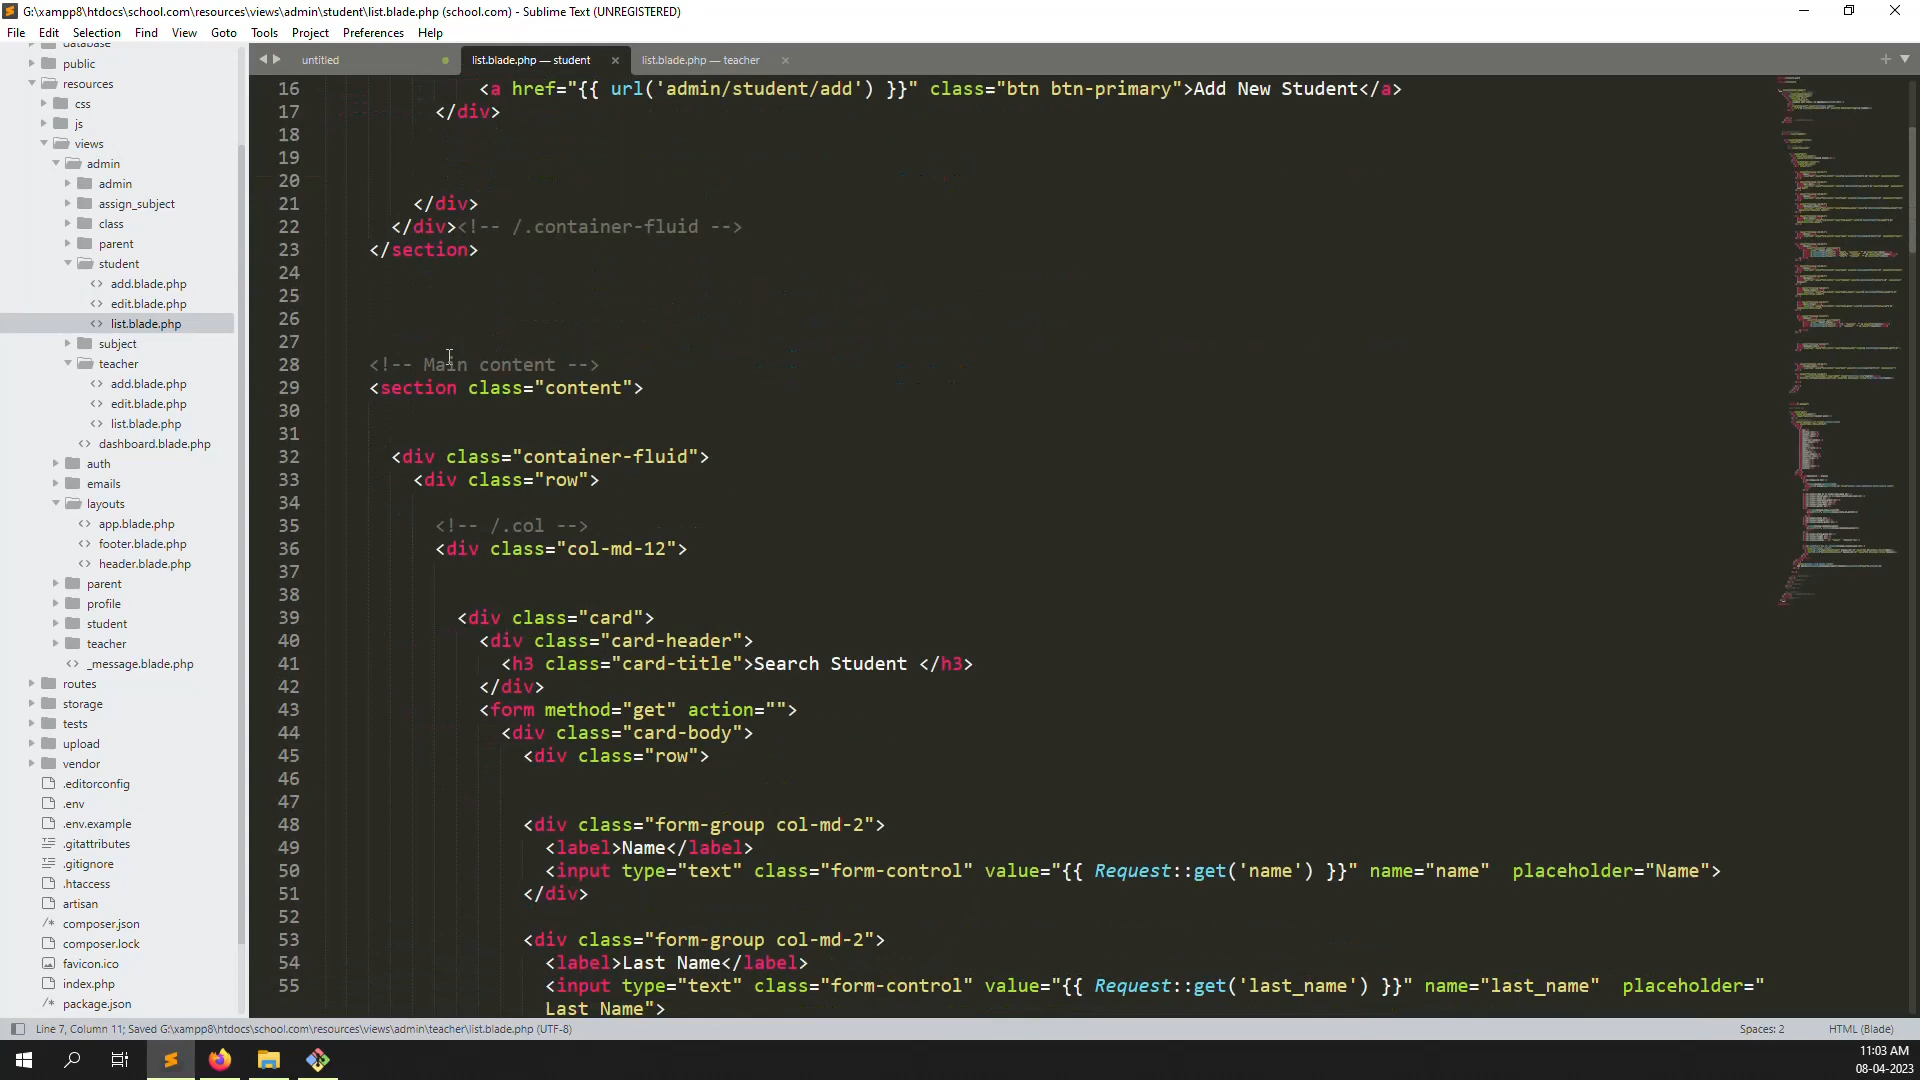 G:\xampp8\htdocs\school.com\resources\views\admin\student\list.blade.php (school.com) - Sublime Text (UNREGISTERED)
File Edit Selection Find View Goto Tools Project Preferences Help
database
public
resources
css
js
views
admin
admin
assign_subject
class
parent
student
add.blade.php
edit.blade.php
list.blade.php
subject
teacher
add.blade.php
edit.blade.php
list.blade.php
dashboard.blade.php
auth
emails
layouts
app.blade.php
footer.blade.php
header.blade.php
parent
profile
student
teacher
_message.blade.php
routes
storage
tests
upload
vendor
.editorconfig
.env
.env.example
.gitattributes
.gitignore
.htaccess
artisan
composer.json
composer.lock
favicon.ico
index.php
package.json
untitled list.blade.php — student list.blade.php — teacher
16 <a href="{{ url('admin/student/add') }}" class="btn btn-primary">Add New Student</a>
17 </div>
18
19
20
21 </div>
22 </div><!-- /.container-fluid -->
23 </section>
24
25
26
27
28 <!-- Main content -->
29 <section class="content">
30
31
32 <div class="container-fluid">
33 <div class="row">
34
35 <!-- /.col -->
36 <div class="col-md-12">
37
38
39 <div class="card">
40 <div class="card-header">
41 <h3 class="card-title">Search Student </h3>
42 </div>
43 <form method="get" action="">
44 <div class="card-body">
45 <div class="row">
46
47
48 <div class="form-group col-md-2">
49 <label>Name</label>
50 <input type="text" class="form-control" value="{{ Request::get('name') }}" name="name"  placeholder="Name">
51 </div>
52
53 <div class="form-group col-md-2">
54 <label>Last Name</label>
55 <input type="text" class="form-control" value="{{ Request::get('last_name') }}" name="last_name"  placeholder="
Last Name">
Line 7, Column 11; Saved G:\xampp8\htdocs\school.com\resources\views\admin\teacher\list.blade.php (UTF-8) Spaces: 2 HTML (Blade)
11:03 AM
08-04-2023